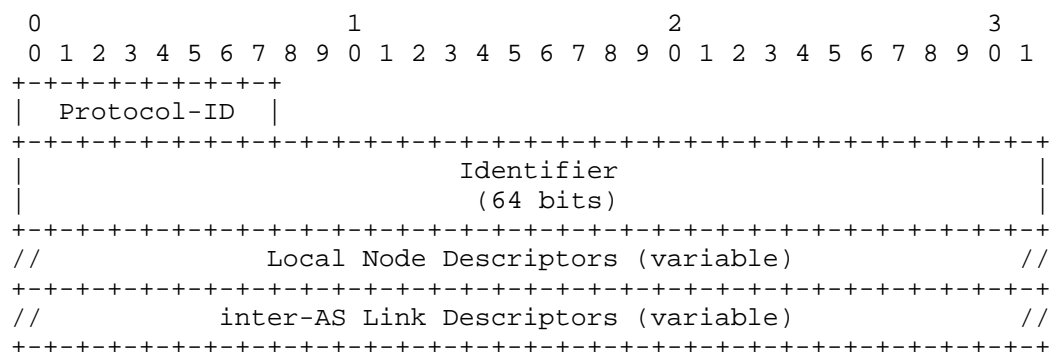 0                   1                   2                   3
0 1 2 3 4 5 6 7 8 9 0 1 2 3 4 5 6 7 8 9 0 1 2 3 4 5 6 7 8 9 0 1
+-+-+-+-+-+-+-+-+
|  Protocol-ID  |
+-+-+-+-+-+-+-+-+-+-+-+-+-+-+-+-+-+-+-+-+-+-+-+-+-+-+-+-+-+-+-+-+
|                           Identifier                          |
|                            (64 bits)                          |
+-+-+-+-+-+-+-+-+-+-+-+-+-+-+-+-+-+-+-+-+-+-+-+-+-+-+-+-+-+-+-+-+
//              Local Node Descriptors (variable)              //
+-+-+-+-+-+-+-+-+-+-+-+-+-+-+-+-+-+-+-+-+-+-+-+-+-+-+-+-+-+-+-+-+
//           inter-AS Link Descriptors (variable)              //
+-+-+-+-+-+-+-+-+-+-+-+-+-+-+-+-+-+-+-+-+-+-+-+-+-+-+-+-+-+-+-+-+